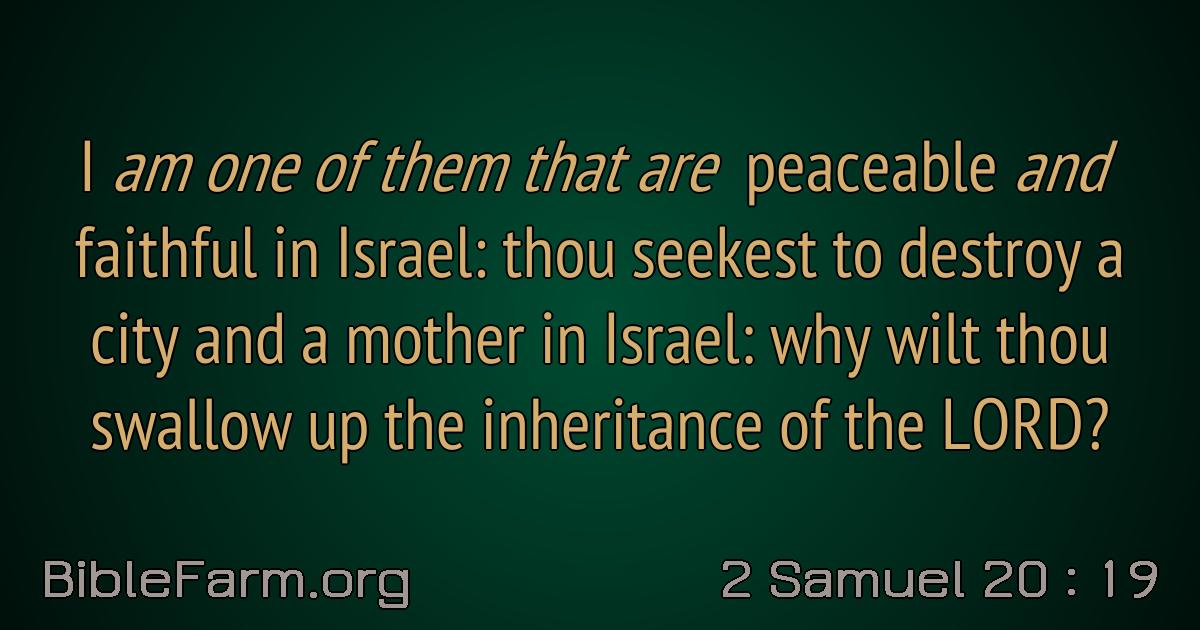 I am one of them that are peaceable and
faithful in Israel: thou seekest to destroy a
city and a mother in Israel: why wilt thou
swallow up the inheritance of the LORD?
BibleFarm.org
2 Samuel 20 : 19